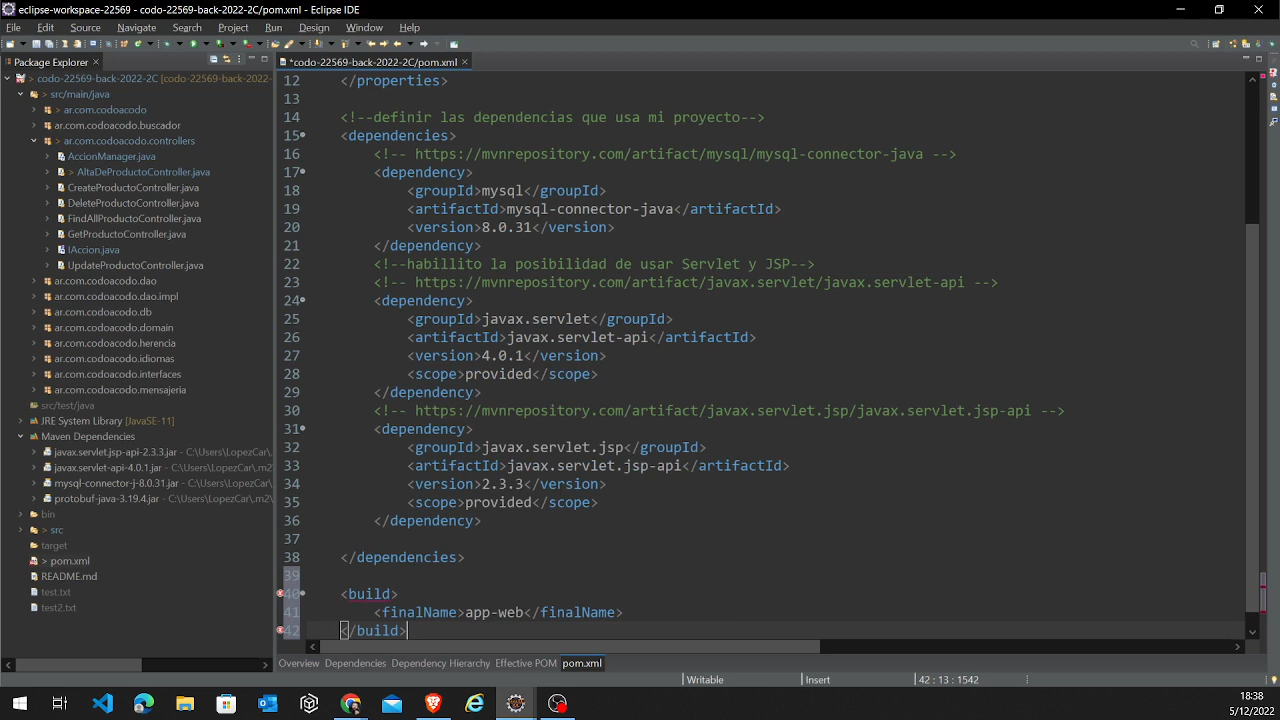 eclipse-workspace-22569 - codo-22569-back-2022-2C/pom.xml - Eclipse IDE
File Edit Source Navigate Search Project Run Design Window Help
Package Explorer
*codo-22569-back-2022-2C/pom.xml
> codo-22569-back-2022-2C [codo-22569-back-2022-
> src/main/java
> ar.com.codoacodo
ar.com.codoacodo.buscador
> ar.com.codoacodo.controllers
AccionManager.java
> AltaDeProductoController.java
CreateProductoController.java
DeleteProductoController.java
FindAllProductoController.java
GetProductoController.java
IAccion.java
UpdateProductoController.java
ar.com.codoacodo.dao
ar.com.codoacodo.dao.impl
ar.com.codoacodo.db
ar.com.codoacodo.domain
ar.com.codoacodo.herencia
ar.com.codoacodo.idiomas
ar.com.codoacodo.interfaces
ar.com.codoacodo.mensajeria
src/test/java
JRE System Library [JavaSE-11]
Maven Dependencies
javax.servlet.jsp-api-2.3.3.jar - C:\Users\LopezCar\.
javax.servlet-api-4.0.1.jar - C:\Users\LopezCar\.m2\
mysql-connector-j-8.0.31.jar - C:\Users\LopezCar\.
protobuf-java-3.19.4.jar - C:\Users\LopezCar\.m2\
bin
> src
target
> pom.xml
README.md
test.txt
test2.txt
12 </properties>
13
14 <!--definir las dependencias que usa mi proyecto-->
15 <dependencies>
16 <!-- https://mvnrepository.com/artifact/mysql/mysql-connector-java -->
17 <dependency>
18 <groupId>mysql</groupId>
19 <artifactId>mysql-connector-java</artifactId>
20 <version>8.0.31</version>
21 </dependency>
22 <!--habillito la posibilidad de usar Servlet y JSP-->
23 <!-- https://mvnrepository.com/artifact/javax.servlet/javax.servlet-api -->
24 <dependency>
25 <groupId>javax.servlet</groupId>
26 <artifactId>javax.servlet-api</artifactId>
27 <version>4.0.1</version>
28 <scope>provided</scope>
29 </dependency>
30 <!-- https://mvnrepository.com/artifact/javax.servlet.jsp/javax.servlet.jsp-api -->
31 <dependency>
32 <groupId>javax.servlet.jsp</groupId>
33 <artifactId>javax.servlet.jsp-api</artifactId>
34 <version>2.3.3</version>
35 <scope>provided</scope>
36 </dependency>
37
38 </dependencies>
39
40 <build>
41 <finalName>app-web</finalName>
42 </build>
Overview Dependencies Dependency Hierarchy Effective POM pom.xml
Writable Insert 42 : 13 : 1542
18:38
5/12/2022